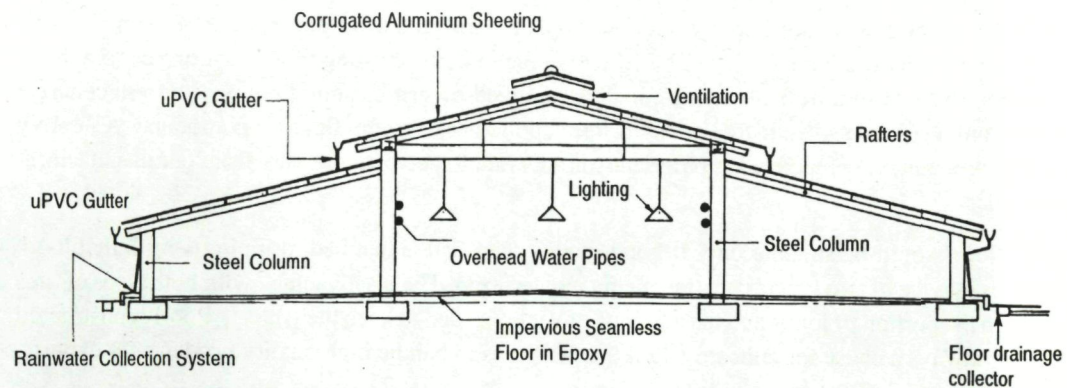 Corrugated Aluminium Sheeting
uPVC Gutter
Ventilation
Rafters
Lighting
uPVC Gutter
Steel Column
Overhead Water Pipes
Steel Column
Impervious Seamless
Floor in Epoxy
Rainwater Collection System
Floor drainage
collector